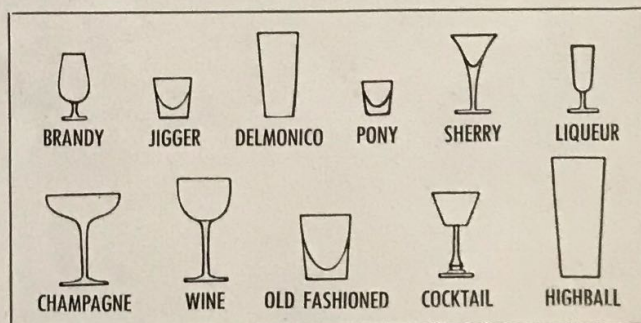 BRANDY JIGGER DELMONICO PONY SHERRY LIQUEUR
CHAMPAGNE WINE OLD FASHIONED COCKTAIL HIGHBALL